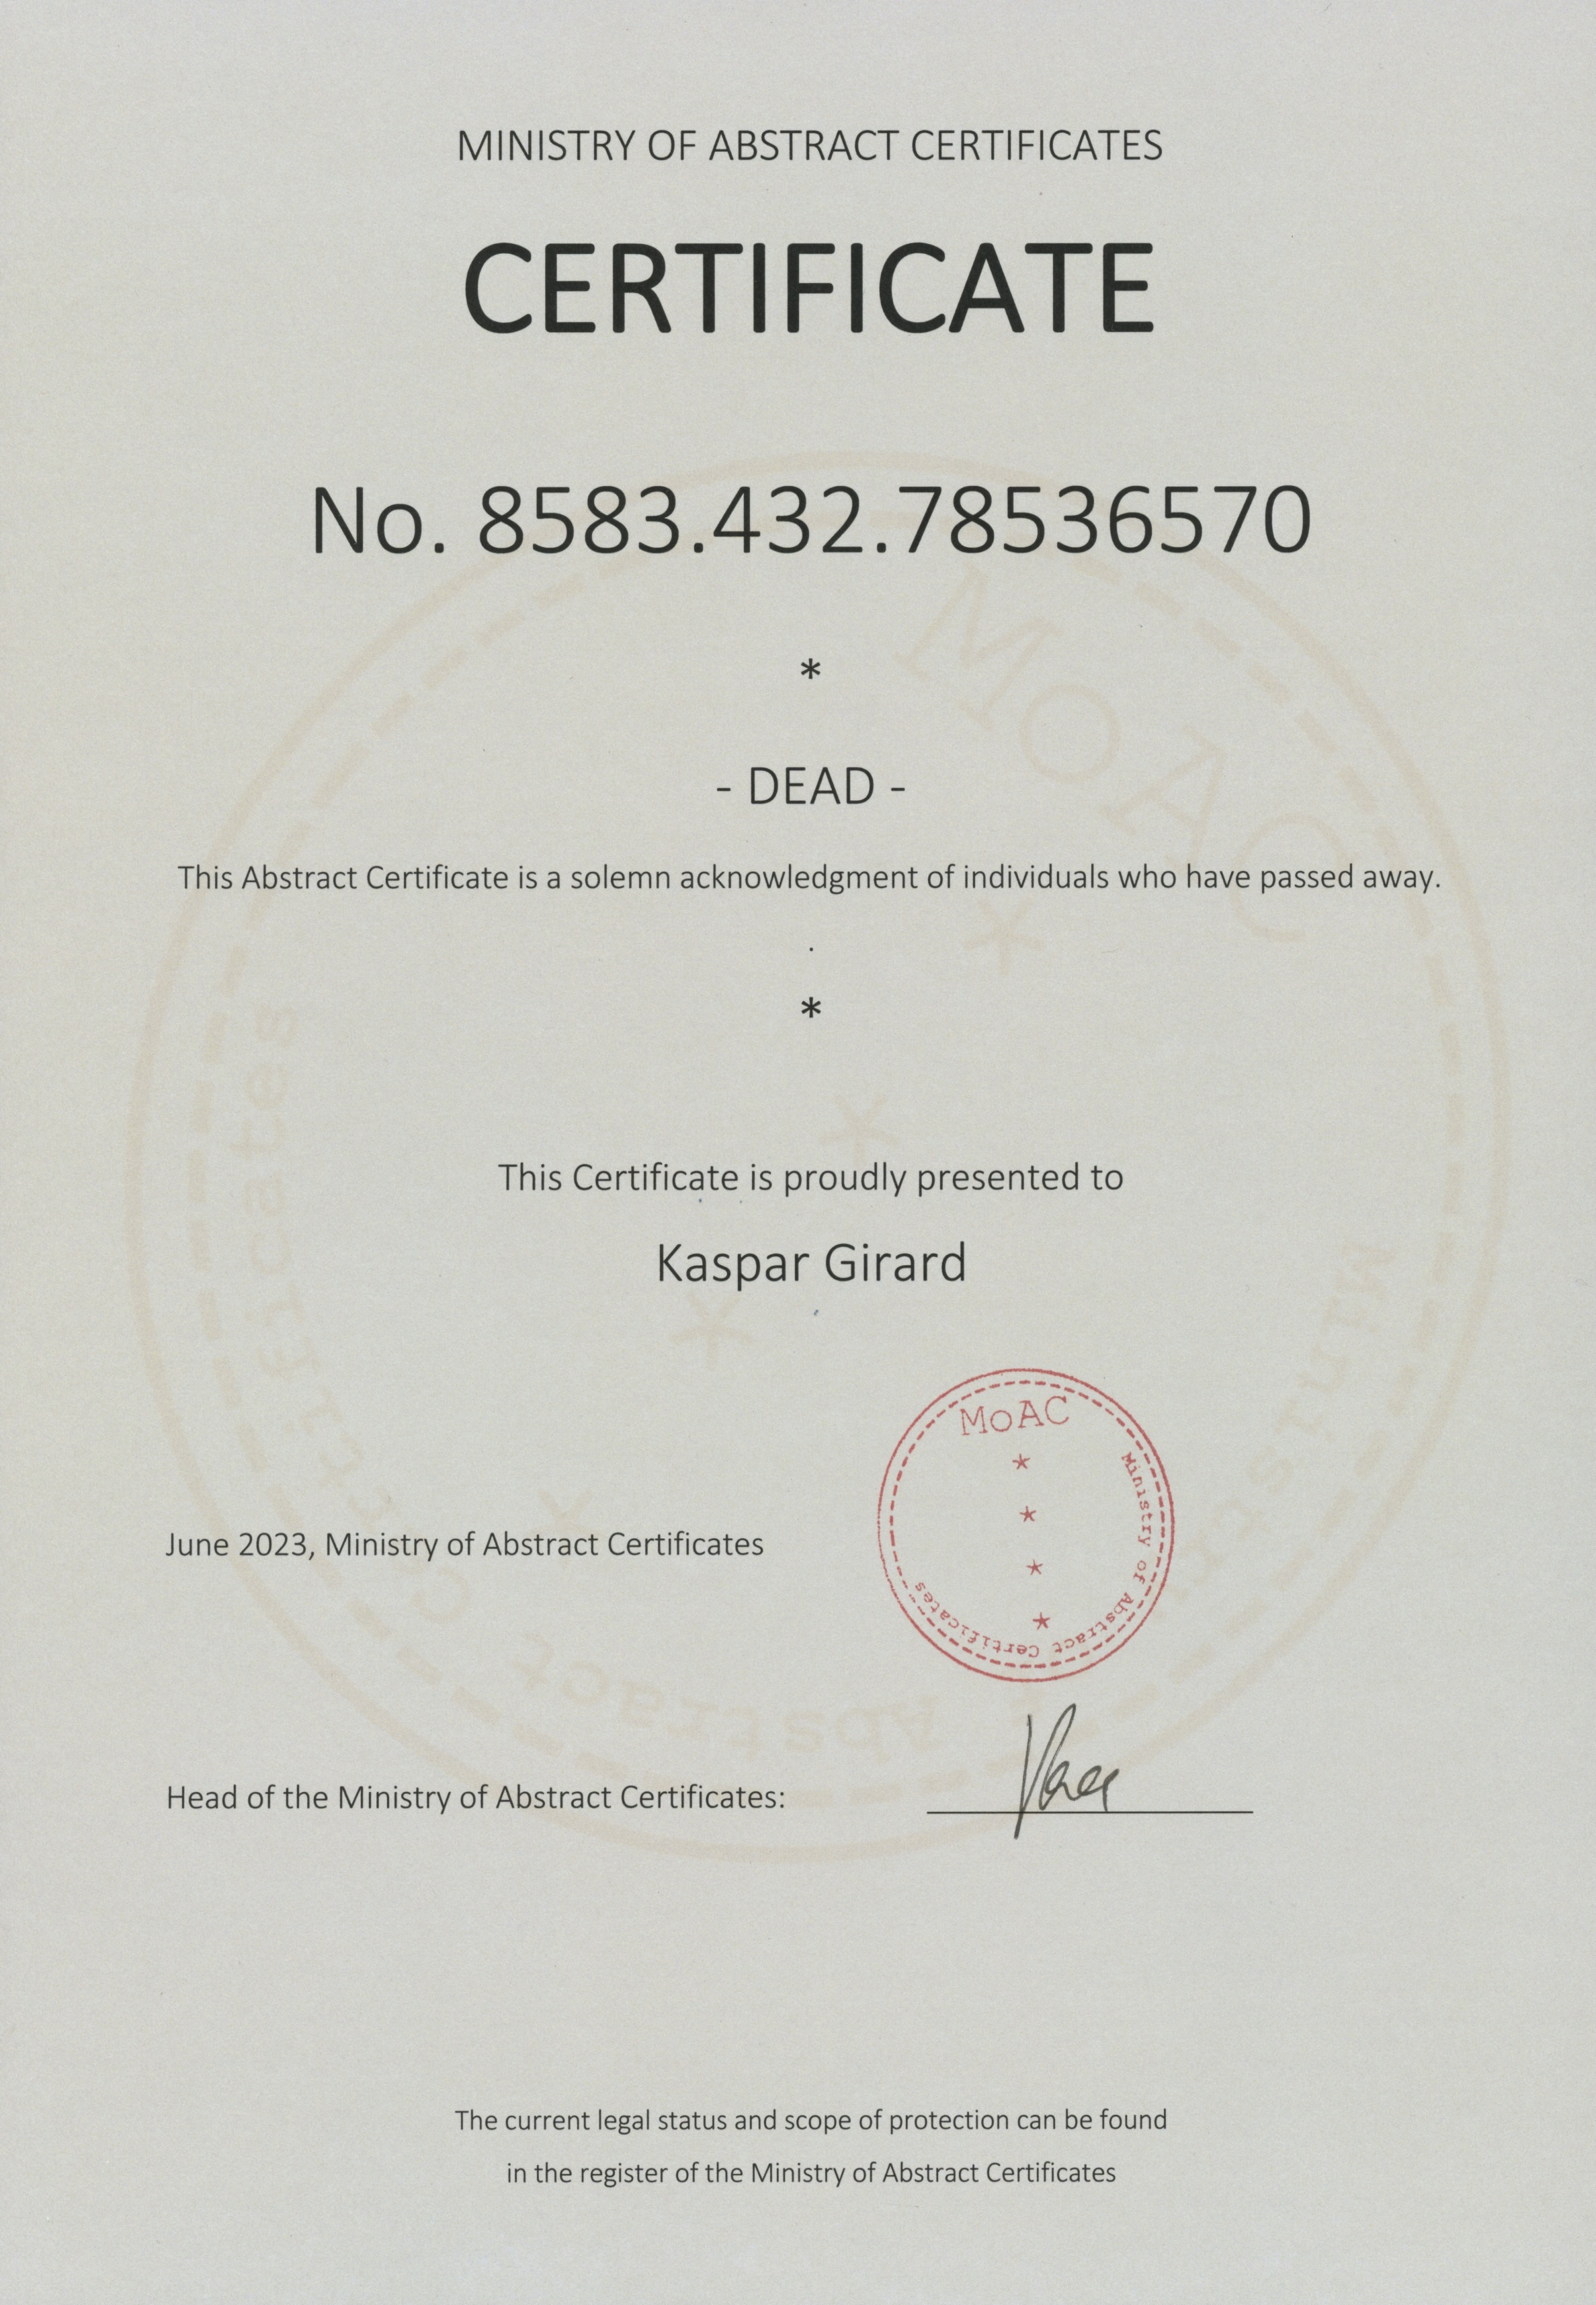 MINISTRY OF ABSTRACT CERTIFICATES
CERTIFICATE
No. 8583.432.78536570
*
- DEAD -
This Abstract Certificate is a solemn acknowledgment of individuals who have passed away.
.
*
This Certificate is proudly presented to
Kaspar Girard
MoAC
Ministry of Abstract Certificates
June 2023, Ministry of Abstract Certificates
Head of the Ministry of Abstract Certificates:
The current legal status and scope of protection can be found
in the register of the Ministry of Abstract Certificates